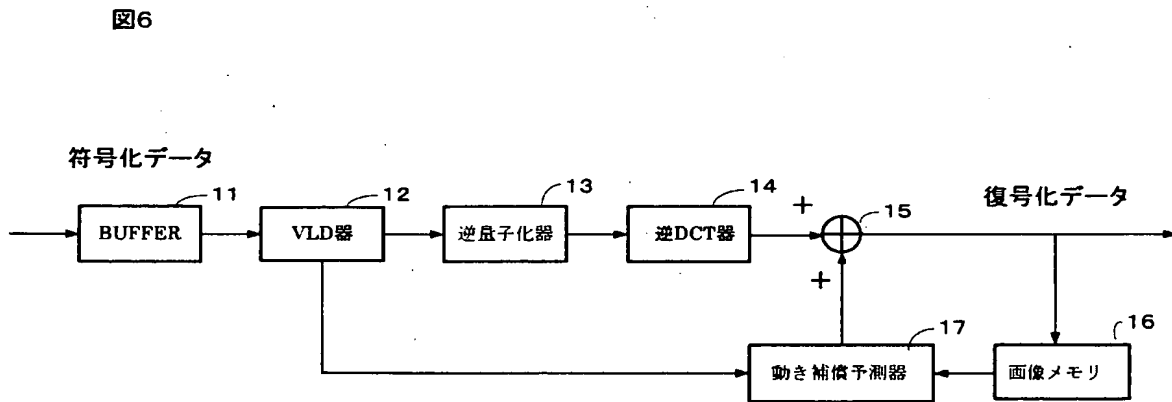 図6
符号化データ
11
12
13
14
15
復号化データ
BUFFER
VLD器
逆量子化器
逆DCT器
+
+
17
16
動き補償予測器
画像メモリ